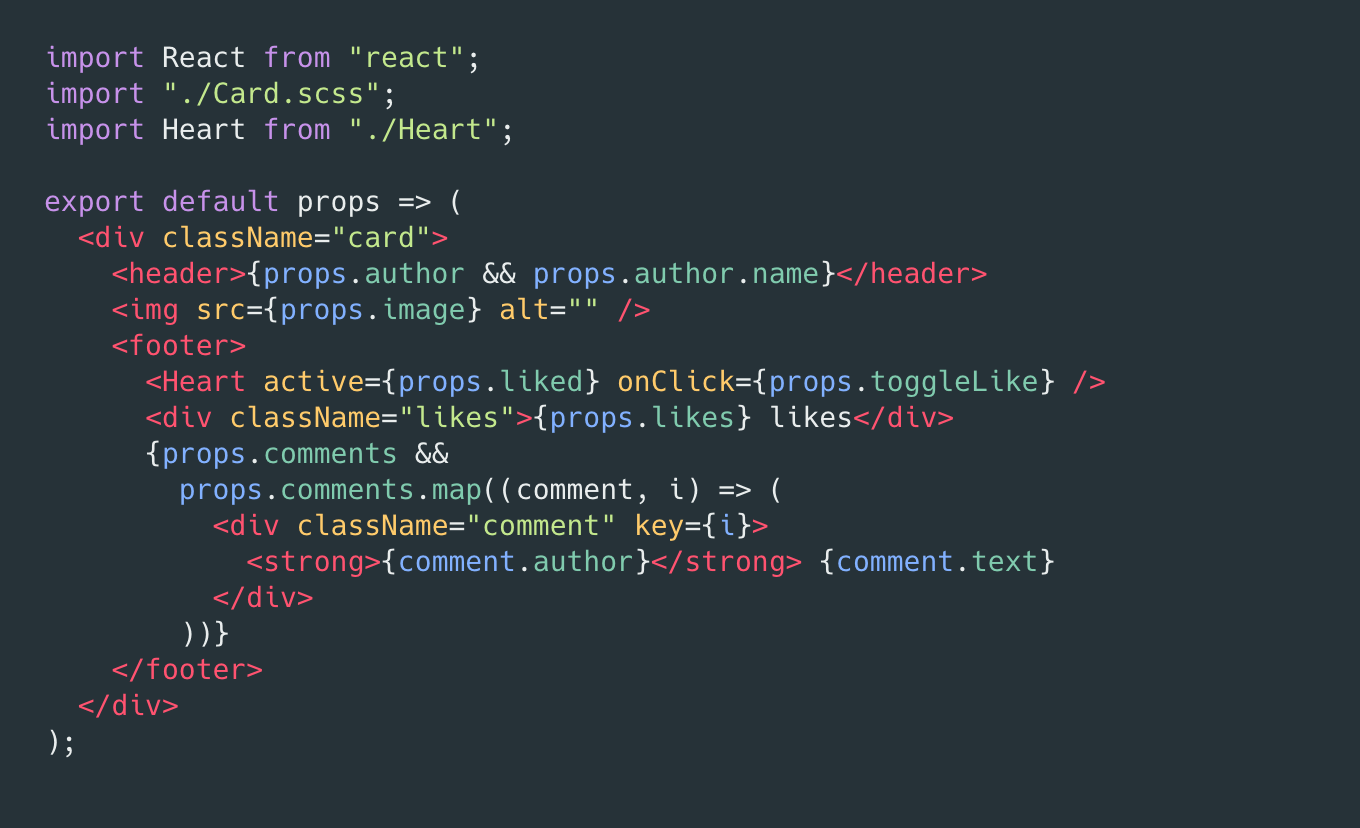 import React from "react";
import "./Card.scss";
import Heart from "./Heart";

export default props => (
  <div className="card">
    <header>{props.author && props.author.name}</header>
    <img src={props.image} alt="" />
    <footer>
      <Heart active={props.liked} onClick={props.toggleLike} />
      <div className="likes">{props.likes} likes</div>
      {props.comments &&
        props.comments.map((comment, i) => (
          <div className="comment" key={i}>
            <strong>{comment.author}</strong> {comment.text}
          </div>
        ))}
    </footer>
  </div>
);